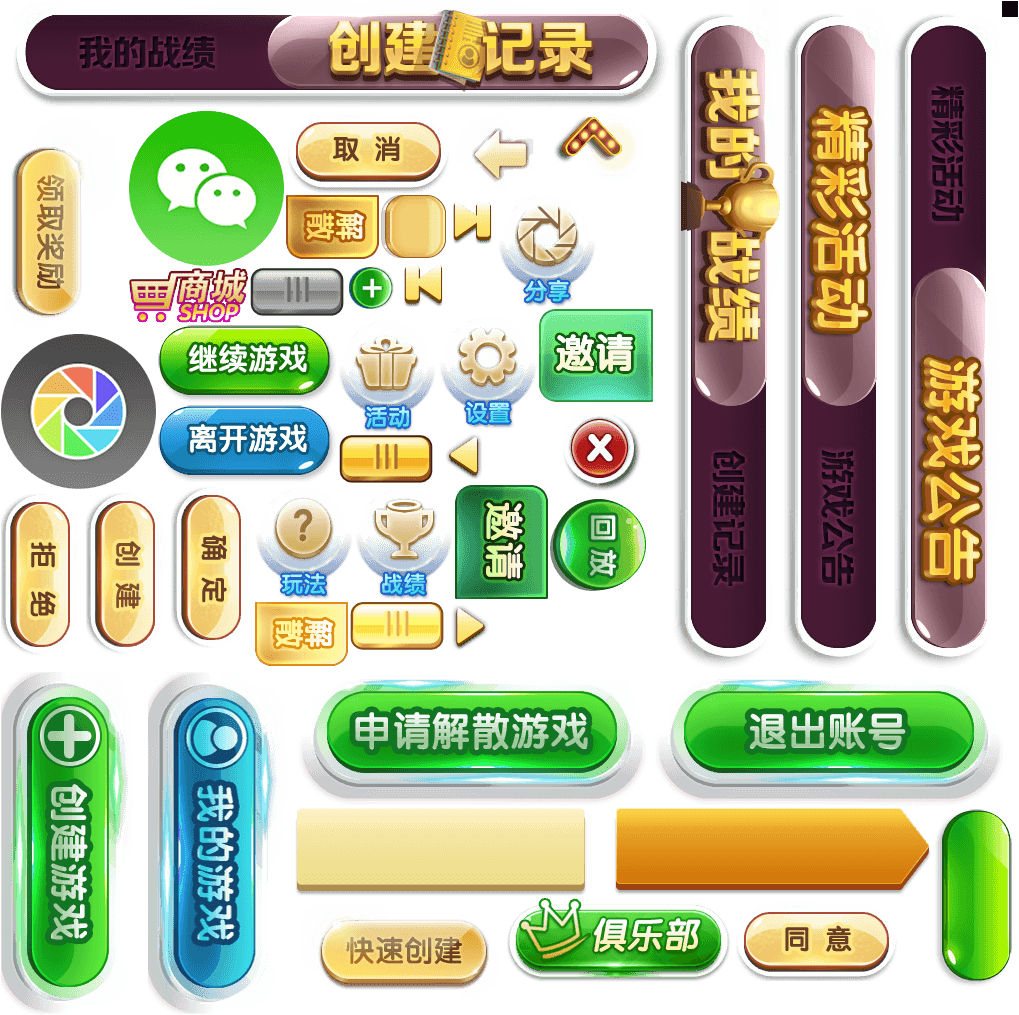 我的战绩
创建记录
我的战绩
创建记录
精彩活动
游戏公告
精彩活动
游戏公告
领取奖励
取 消
解散
商城
SHOP
分享
继续游戏
活动
设置
邀请
离开游戏
拒绝
创建
确定
?
玩法
战绩
邀请
回放
解散
创建游戏
我的游戏
申请解散游戏
退出账号
快速创建
俱乐部
同 意